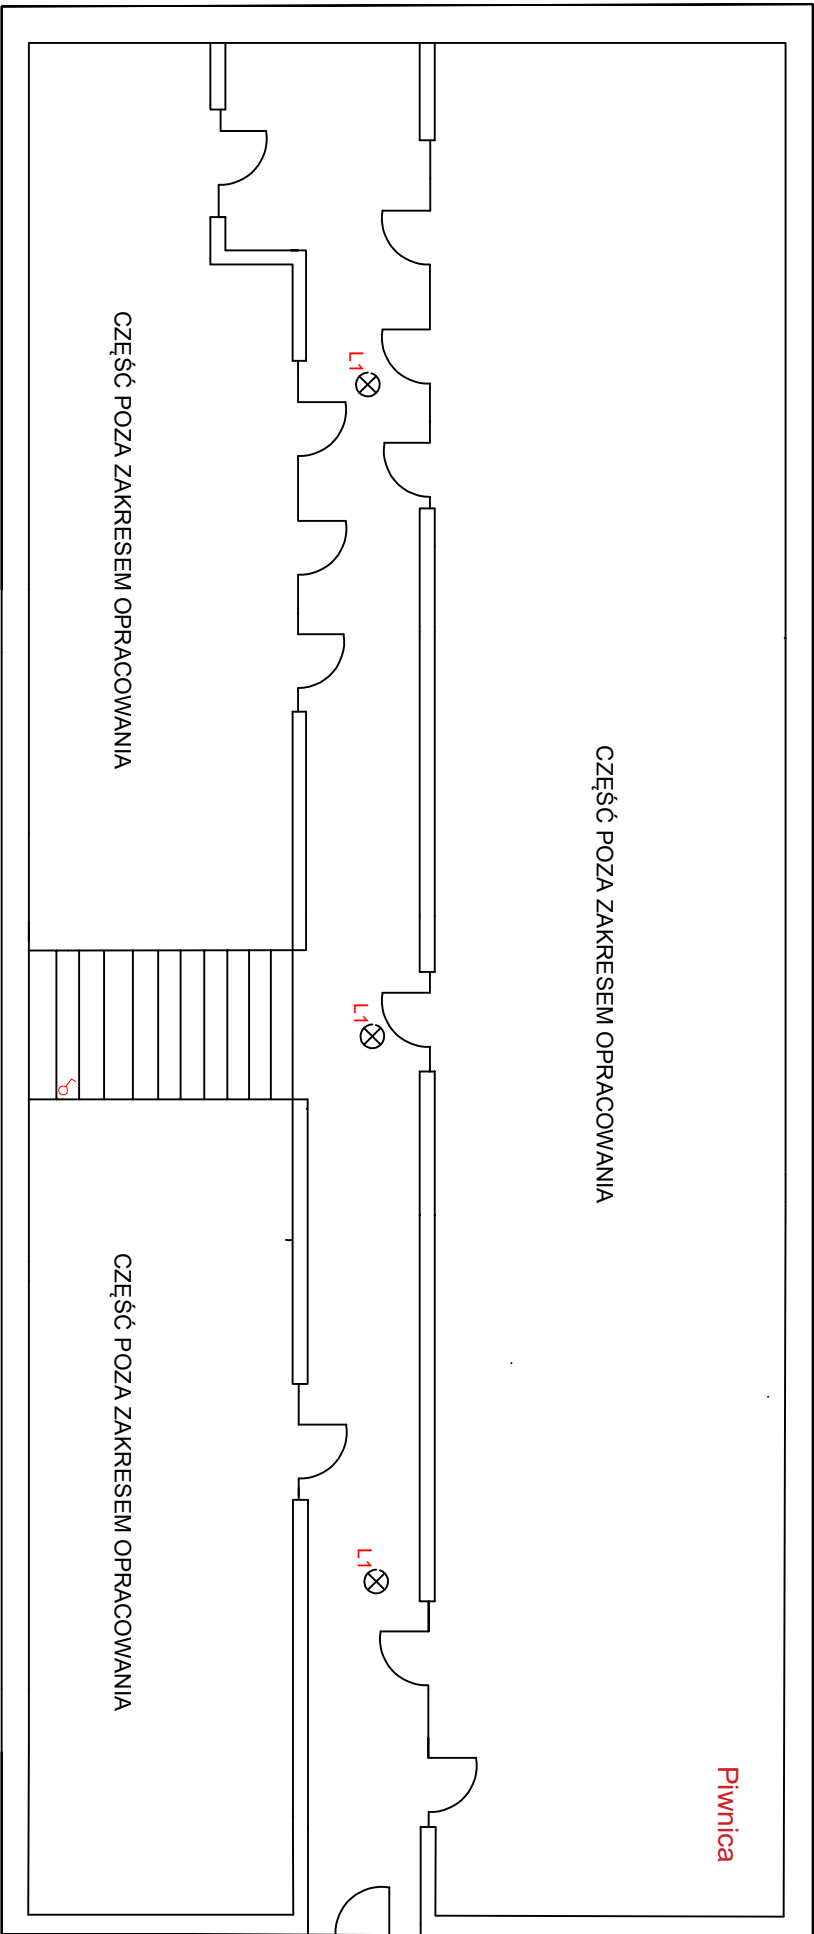 Piwnica
CZĘŚĆ POZA ZAKRESEM OPRACOWANIA
L1
L1
L1
CZĘŚĆ POZA ZAKRESEM OPRACOWANIA
CZĘŚĆ POZA ZAKRESEM OPRACOWANIA